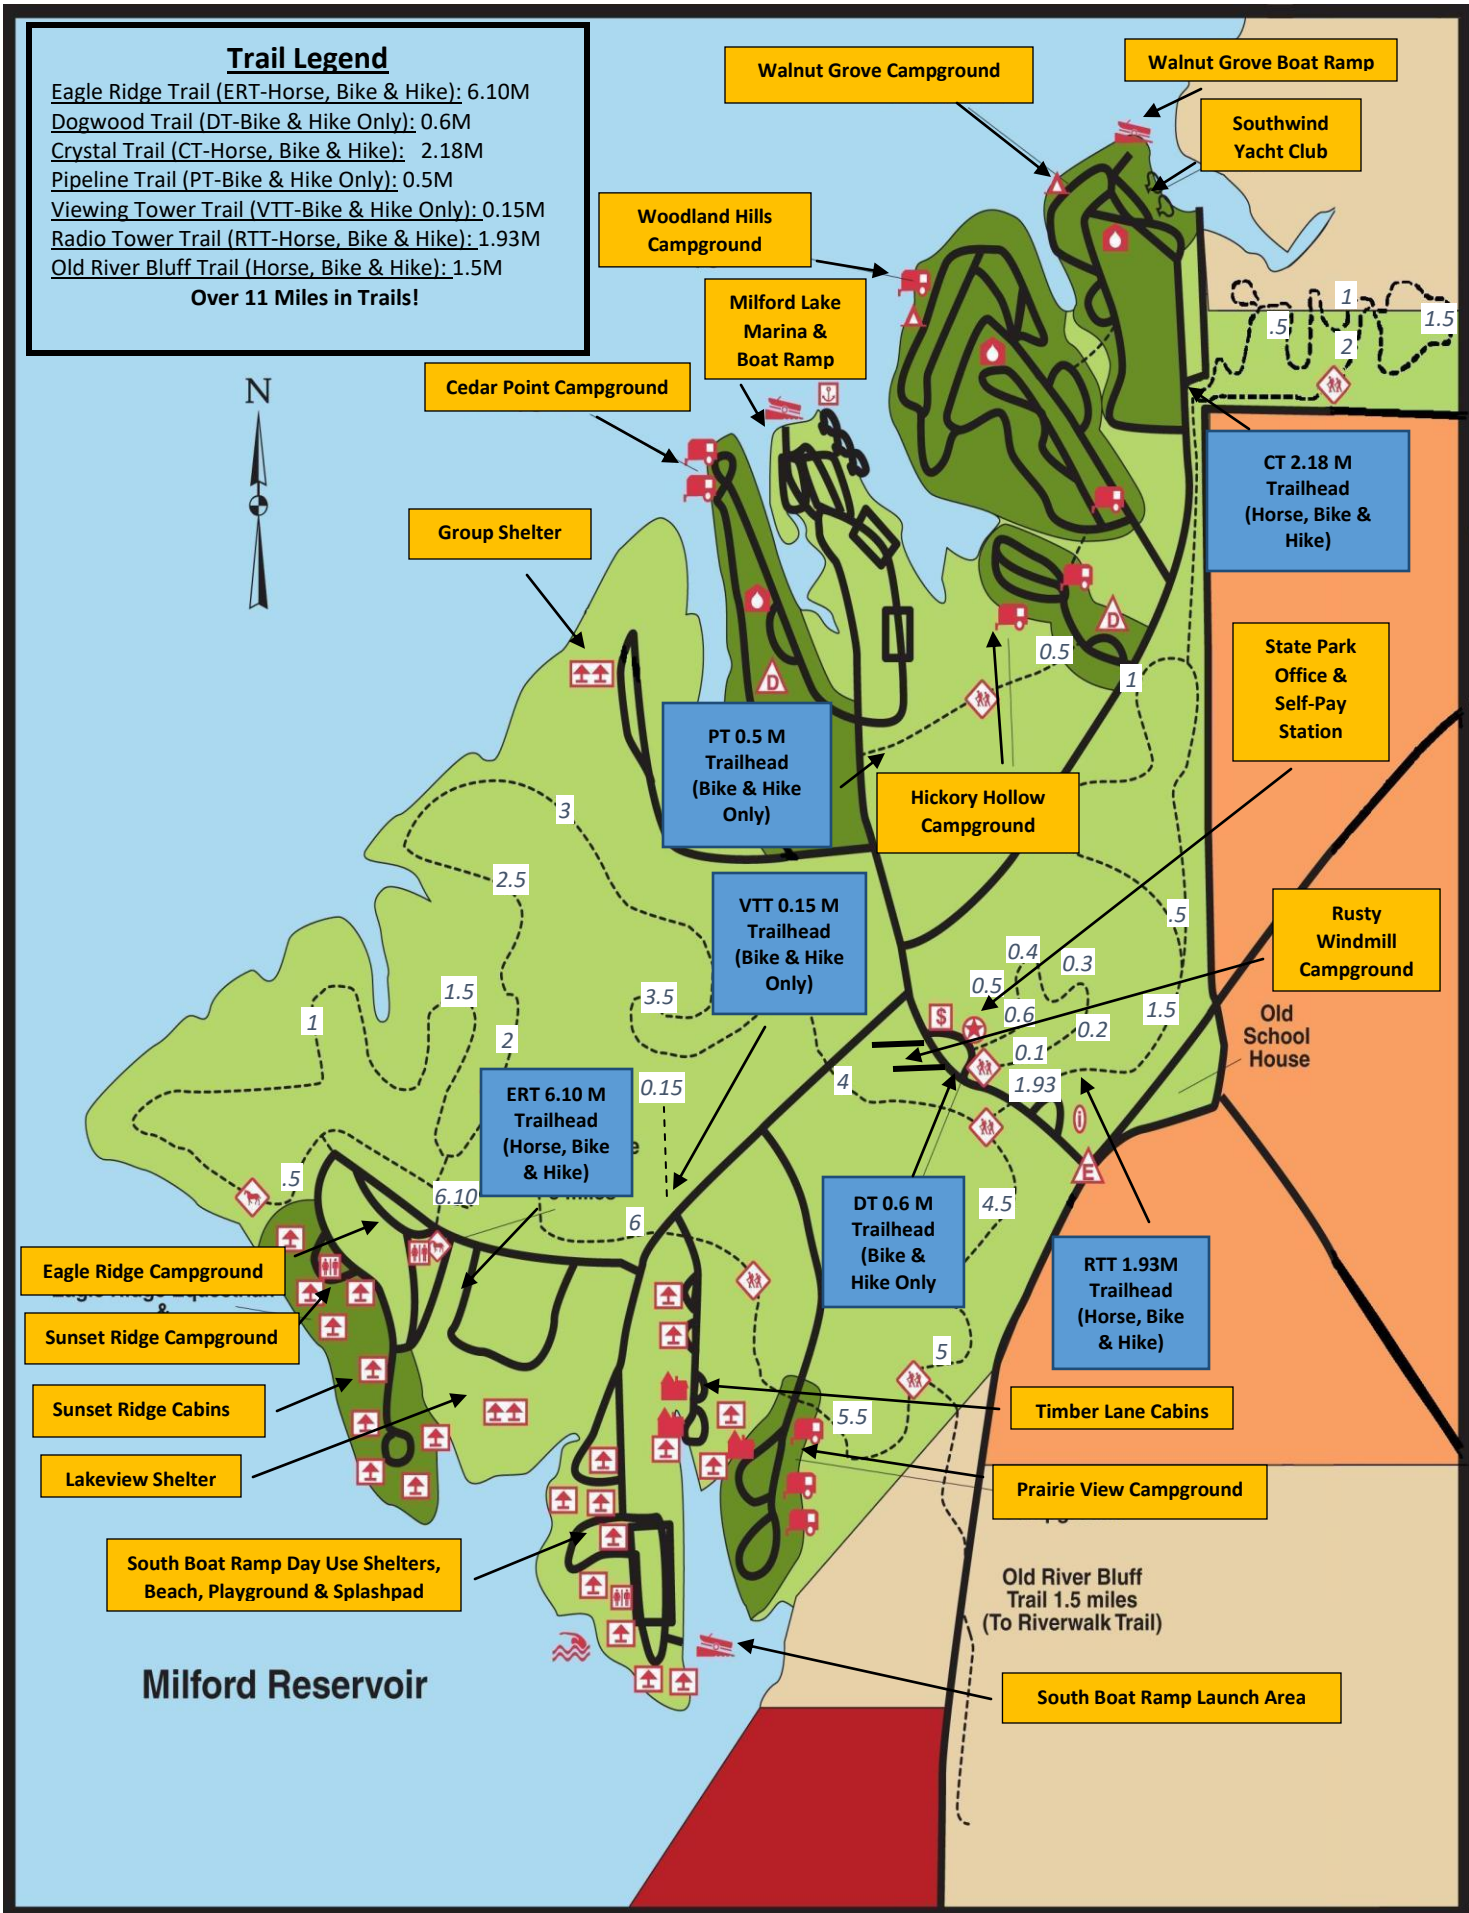 Trail Legend
Eagle Ridge Trail (ERT-Horse, Bike & Hike): 6.10M
Dogwood Trail (DT-Bike & Hike Only): 0.6M
Crystal Trail (CT-Horse, Bike & Hike): 2.18M
Pipeline Trail (PT-Bike & Hike Only): 0.5M
Viewing Tower Trail (VTT-Bike & Hike Only): 0.15M
Radio Tower Trail (RTT-Horse, Bike & Hike): 1.93M
Old River Bluff Trail (Horse, Bike & Hike): 1.5M
Over 11 Miles in Trails!
Walnut Grove Campground
Walnut Grove Boat Ramp
Southwind
Yacht Club
Woodland Hills
Campground
Milford Lake
Marina &
Boat Ramp
1
.5
1.5
2
N
Cedar Point Campground
CT 2.18 M
Trailhead
(Horse, Bike &
Hike)
Group Shelter
D
D
0.5
1
State Park
Office &
Self-Pay
Station
PT 0.5 M
Trailhead
(Bike & Hike
Only)
Hickory Hollow
Campground
3
2.5
VTT 0.15 M
Trailhead
(Bike & Hike
Only)
.5
Rusty
Windmill
Campground
0.4
0.3
0.5
1.5
3.5
1
2
$
0.6
0.2
1.5
0.1
1.93
Old
School
House
4
0.15
ERT 6.10 M
Trailhead
(Horse, Bike
& Hike)
e
i
E
.5
6.10
6
4.5
DT 0.6 M
Trailhead
(Bike &
Hike Only
RTT 1.93M
Trailhead
(Horse, Bike
& Hike)
Eagle Ridge Campground
&
Sunset Ridge Campground
5
Sunset Ridge Cabins
Timber Lane Cabins
5.5
Lakeview Shelter
Prairie View Campground
South Boat Ramp Day Use Shelters,
Beach, Playground & Splashpad
Old River Bluff
Trail 1.5 miles
(To Riverwalk Trail)
Milford Reservoir
South Boat Ramp Launch Area